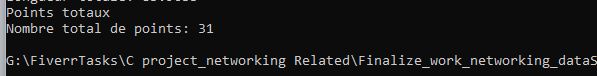 Points totaux
Nombre total de points: 31
G:\FiverrTasks\C project_networking Related\Finalize_work_networking_dataS